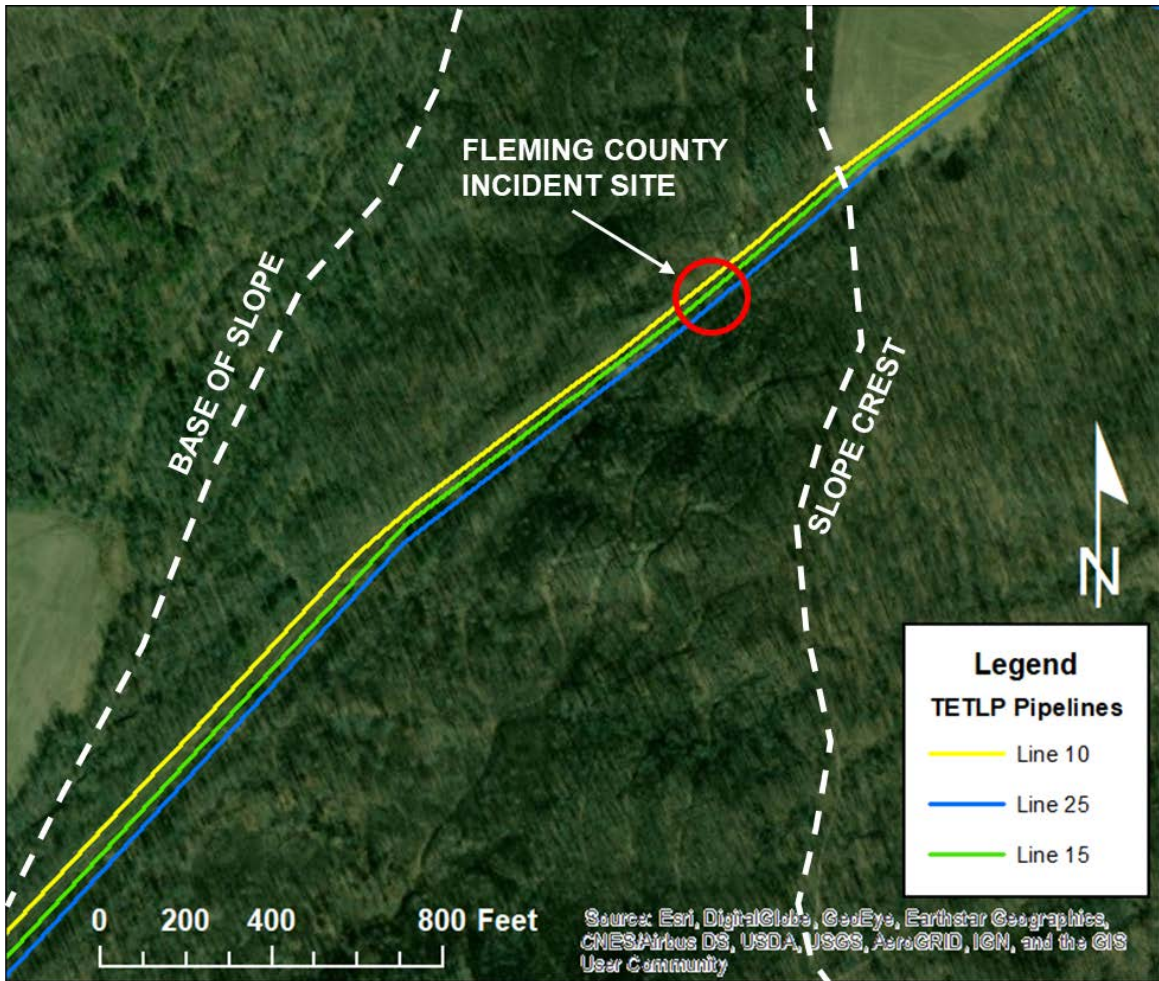 FLEMING COUNTY
INCIDENT SITE
BASE OF SLOPE
SLOPE CREST
N
Legend
TETLP Pipelines
Line 10
Line 25
Line 15
0 200 400 800 Feet
Source: Esri, DigitalGlobe, GeoEye, Earthstar Geographics,
CNES/Airbus DS, USDA, USGS, AeroGRID, IGN, and the GIS
User Community